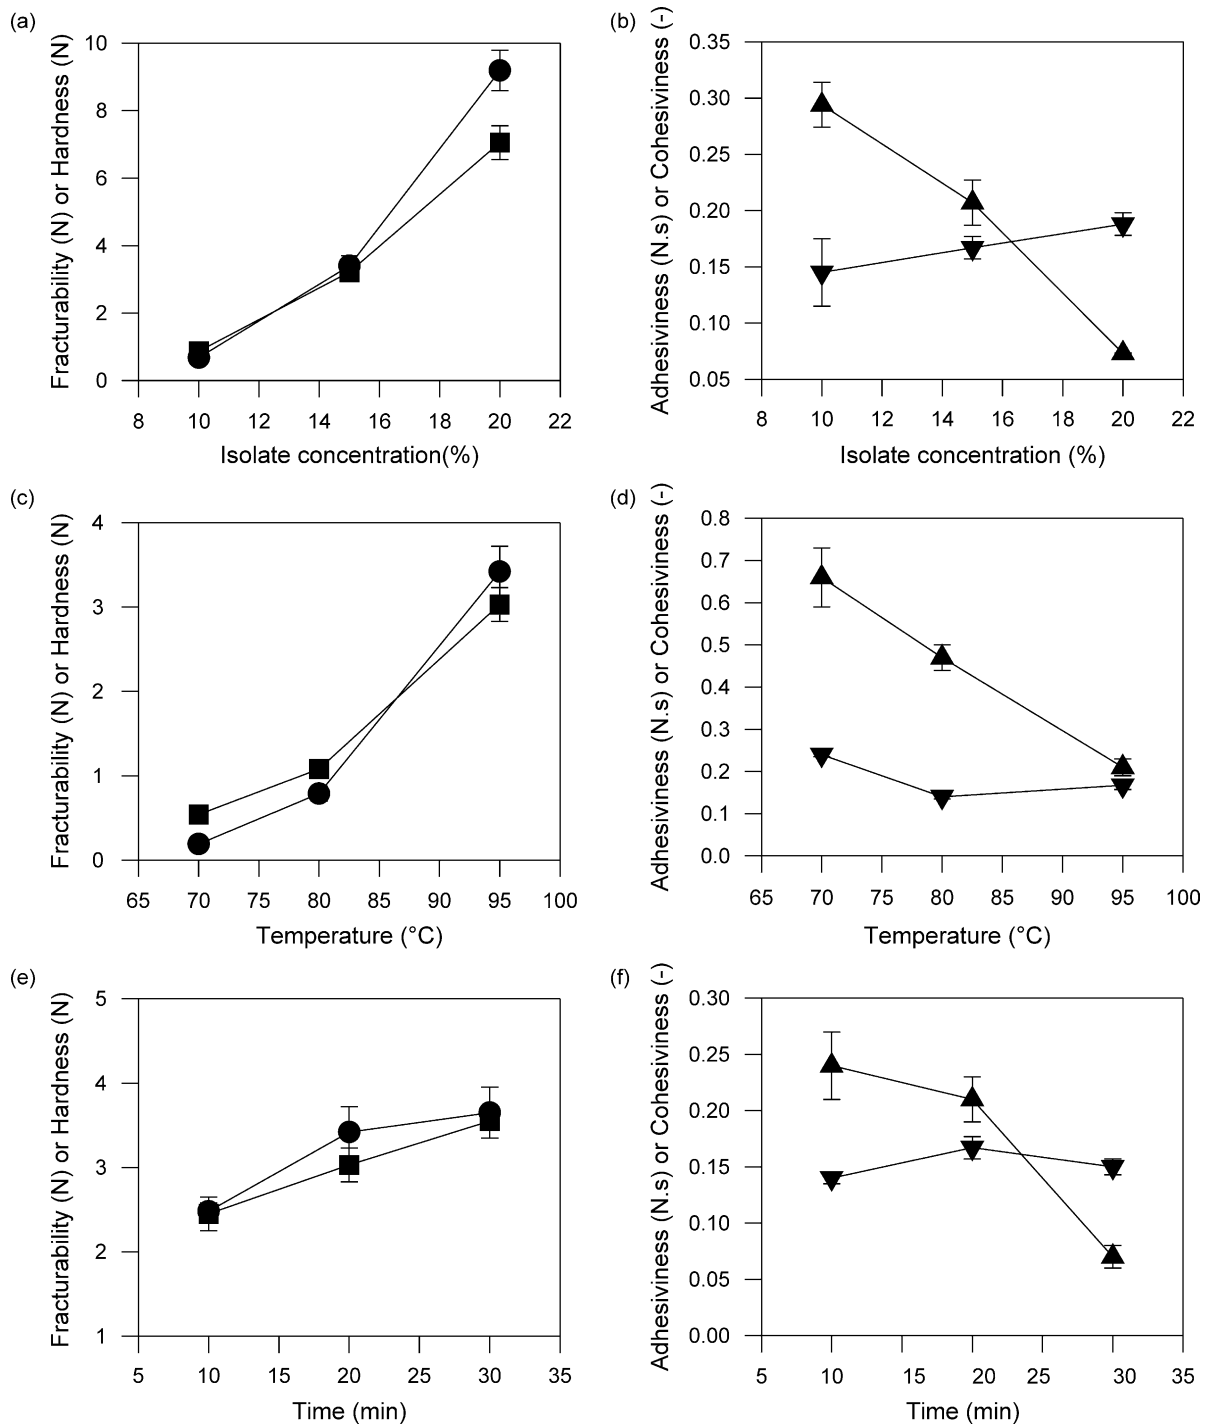 (a)
Fracturability (N) or Hardness (N)
10
8
6
4
2
0
8 10 12 14 16 18 20 22
Isolate concentration(%)
(b)
Adhesiviness (N.s) or Cohesiviness (-)
0.35
0.30
0.25
0.20
0.15
0.10
0.05
8 10 12 14 16 18 20 22
Isolate concentration (%)
(c)
Fracturability (N) or Hardness (N)
4
3
2
1
0
65 70 75 80 85 90 95 100
Temperature (°C)
(d)
Adhesiviness (N.s) or Cohesiviness (-)
0.8
0.7
0.6
0.5
0.4
0.3
0.2
0.1
0.0
65 70 75 80 85 90 95 100
Temperature (°C)
(e)
Fracturability (N) or Hardness (N)
5
4
3
2
1
5 10 15 20 25 30 35
Time (min)
(f)
Adhesiviness (N.s) or Cohesiviness (-)
0.30
0.25
0.20
0.15
0.10
0.05
0.00
5 10 15 20 25 30 35
Time (min)